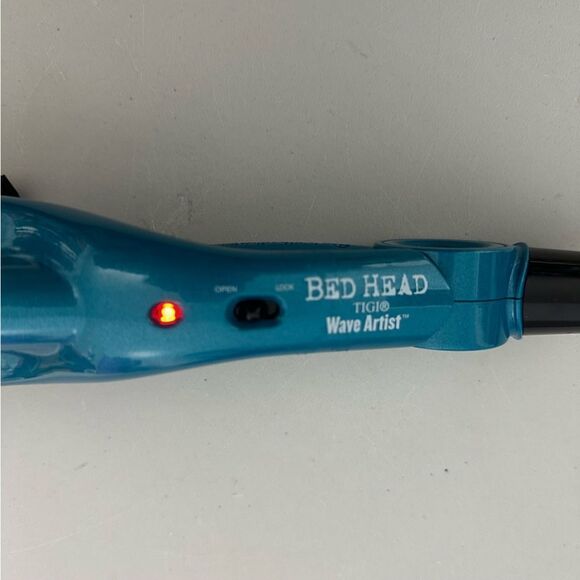 OPEN LOCK
BED HEAD
TIGI®
Wave Artist™